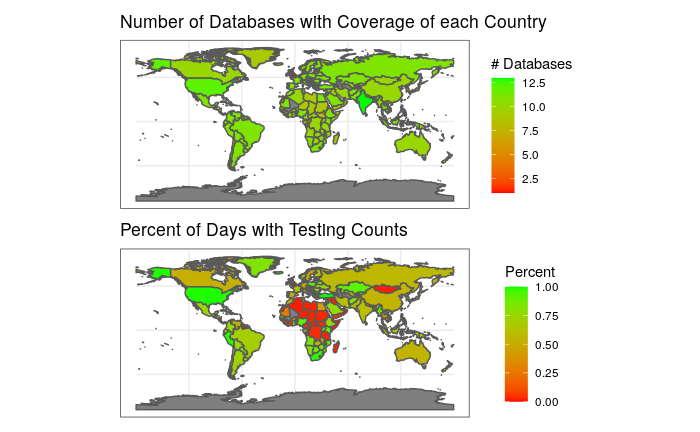 Number of Databases with Coverage of each Country
# Databases
12.5
10.0
7.5
5.0
2.5
Percent of Days with Testing Counts
Percent
1.00
0.75
0.50
0.25
0.00